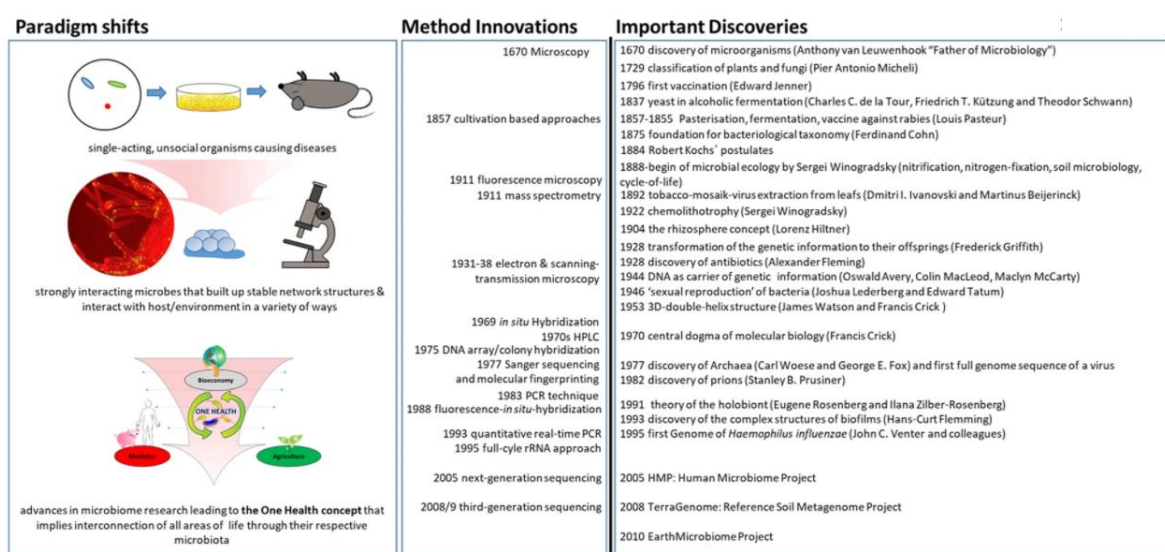 Paradigm shifts
single-acting, unsocial organisms causing diseases
strongly interacting microbes that built up stable network structures &
interact with host/environment in a variety of ways
Bioeconomy
ONE HEALTH
Medicine
Agriculture
advances in microbiome research leading to the One Health concept that
implies interconnection of all areas of life through their respective
microbiota
Method Innovations
1670 Microscopy
1857 cultivation based approaches
1911 fluorescence microscopy
1911 mass spectrometry
1931-38 electron & scanning-
transmission microscopy
1969 in situ Hybridization
1970s HPLC
1975 DNA array/colony hybridization
1977 Sanger sequencing
and molecular fingerprinting
1983 PCR technique
1988 fluorescence-in situ-hybridization
1993 quantitative real-time PCR
1995 full-cyle rRNA approach
2005 next-generation sequencing
2008/9 third-generation sequencing
Important Discoveries
1670 discovery of microorganisms (Anthony van Leuwenhook “Father of Microbiology”)
1729 classification of plants and fungi (Pier Antonio Micheli)
1796 first vaccination (Edward Jenner)
1837 yeast in alcoholic fermentation (Charles C. de la Tour, Friedrich T. Kützung and Theodor Schwann)
1857-1855 Pasterisation, fermentation, vaccine against rabies (Louis Pasteur)
1875 foundation for bacteriological taxonomy (Ferdinand Cohn)
1884 Robert Kochs´ postulates
1888-begin of microbial ecology by Sergei Winogradsky (nitrification, nitrogen-fixation, soil microbiology,
cycle-of-life)
1892 tobacco-mosaik-virus extraction from leafs (Dmitri I. Ivanovski and Martinus Beijerinck)
1922 chemolithotrophy (Sergei Winogradsky)
1904 the rhizosphere concept (Lorenz Hiltner)
1928 transformation of the genetic information to their offsprings (Frederick Griffith)
1928 discovery of antibiotics (Alexander Fleming)
1944 DNA as carrier of genetic information (Oswald Avery, Colin MacLeod, Maclyn McCarty)
1946 ‘sexual reproduction’ of bacteria (Joshua Lederberg and Edward Tatum)
1953 3D-double-helix structure (James Watson and Francis Crick )
1970 central dogma of molecular biology (Francis Crick)
1977 discovery of Archaea (Carl Woese and George E. Fox) and first full genome sequence of a virus
1982 discovery of prions (Stanley B. Prusiner)
1991 theory of the holobiont (Eugene Rosenberg and Ilana Zilber-Rosenberg)
1993 discovery of the complex structures of biofilms (Hans-Curt Flemming)
1995 first Genome of Haemophilus influenzae (John C. Venter and colleagues)
2005 HMP: Human Microbiome Project
2008 TerraGenome: Reference Soil Metagenome Project
2010 EarthMicrobiome Project